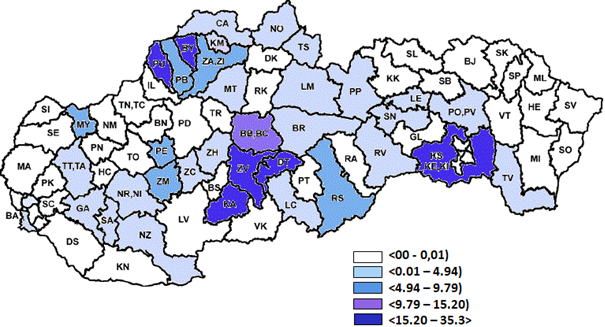 CA
NO
BY
KM
TS
PU
ZA,ZI
DK
SL
SK
PB
BJ
IL
KK
SB
SP
ML
MT
RK
LM
PP
LE
HE
SV
SI
MY
NM
TN,TC
BN
PD
TR
BB,BC
BR
SN
PO,PV
VT
SE
GL
PN
TO
PE
ZH
RA
RV
KS
KE,KI
MI
SO
MA
TT,TA
HC
ZM
ZC
ZV
DT
TV
PK
NR,NI
BS
PT
SC
GA
KA
LC
RS
BA
SA
LV
VK
DS
NZ
KN
<00 - 0,01)
<0.01 – 4.94)
<4.94 – 9.79)
<9.79 – 15.20)
<15.20 – 35.3>